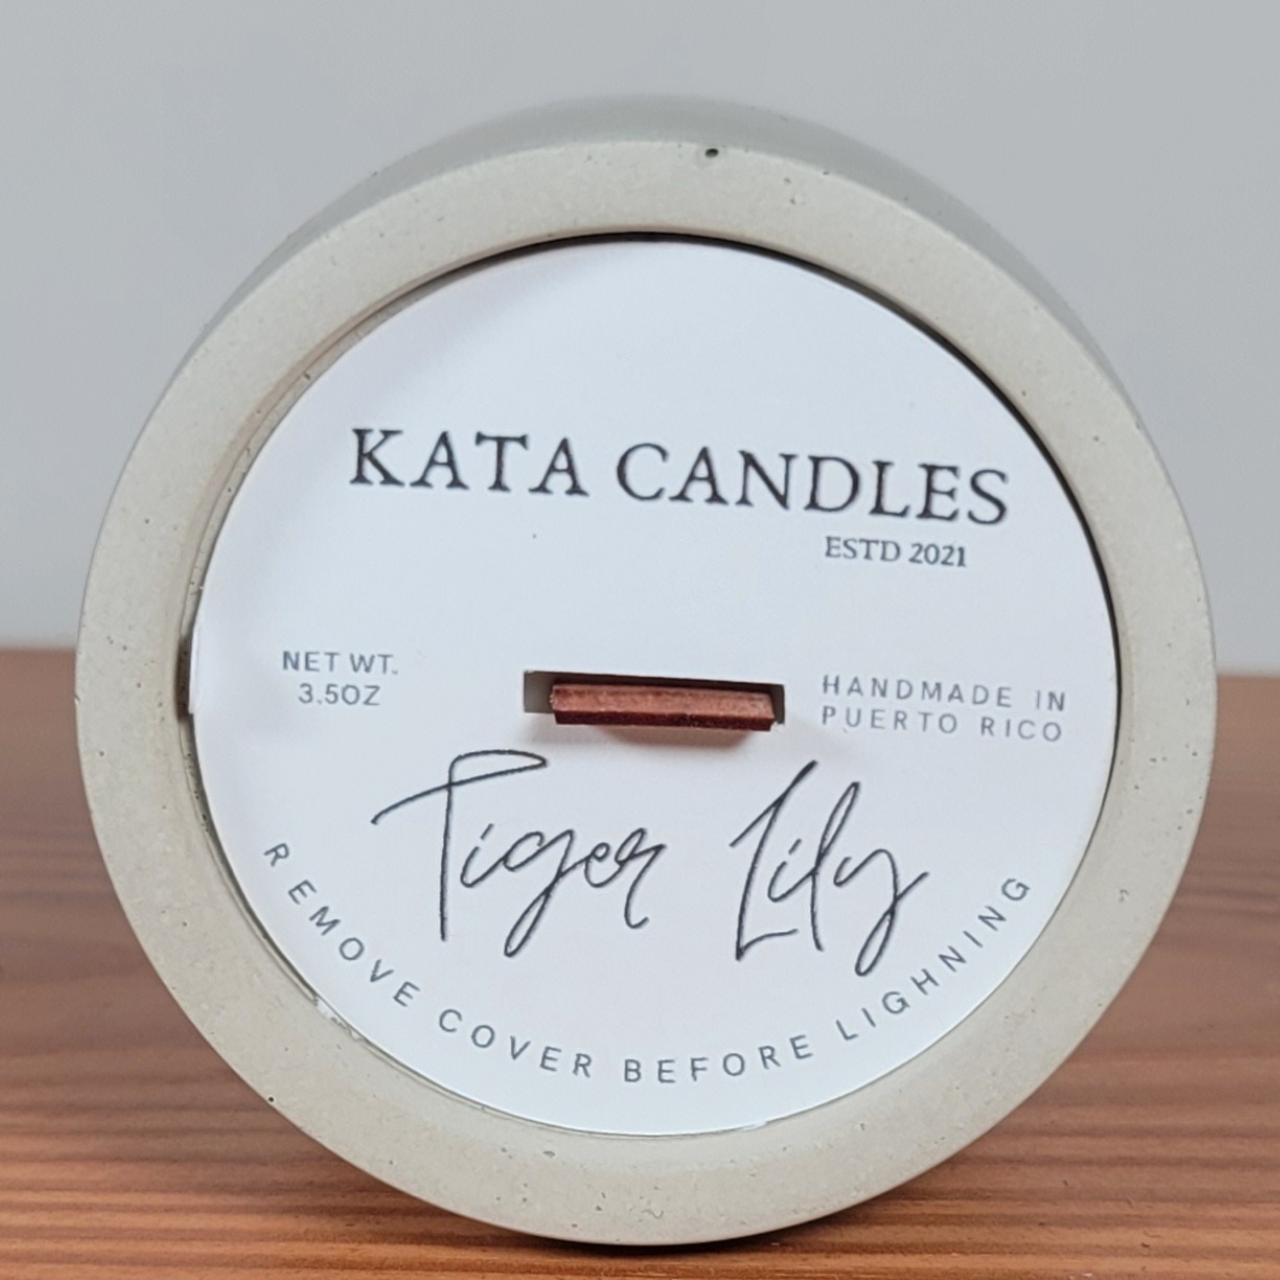 KATA CANDLES
ESTD 2021
NET WT.
3.5OZ
HANDMADE IN
PUERTO RICO
Tiger Lily
REMOVE COVER BEFORE LIGHNING